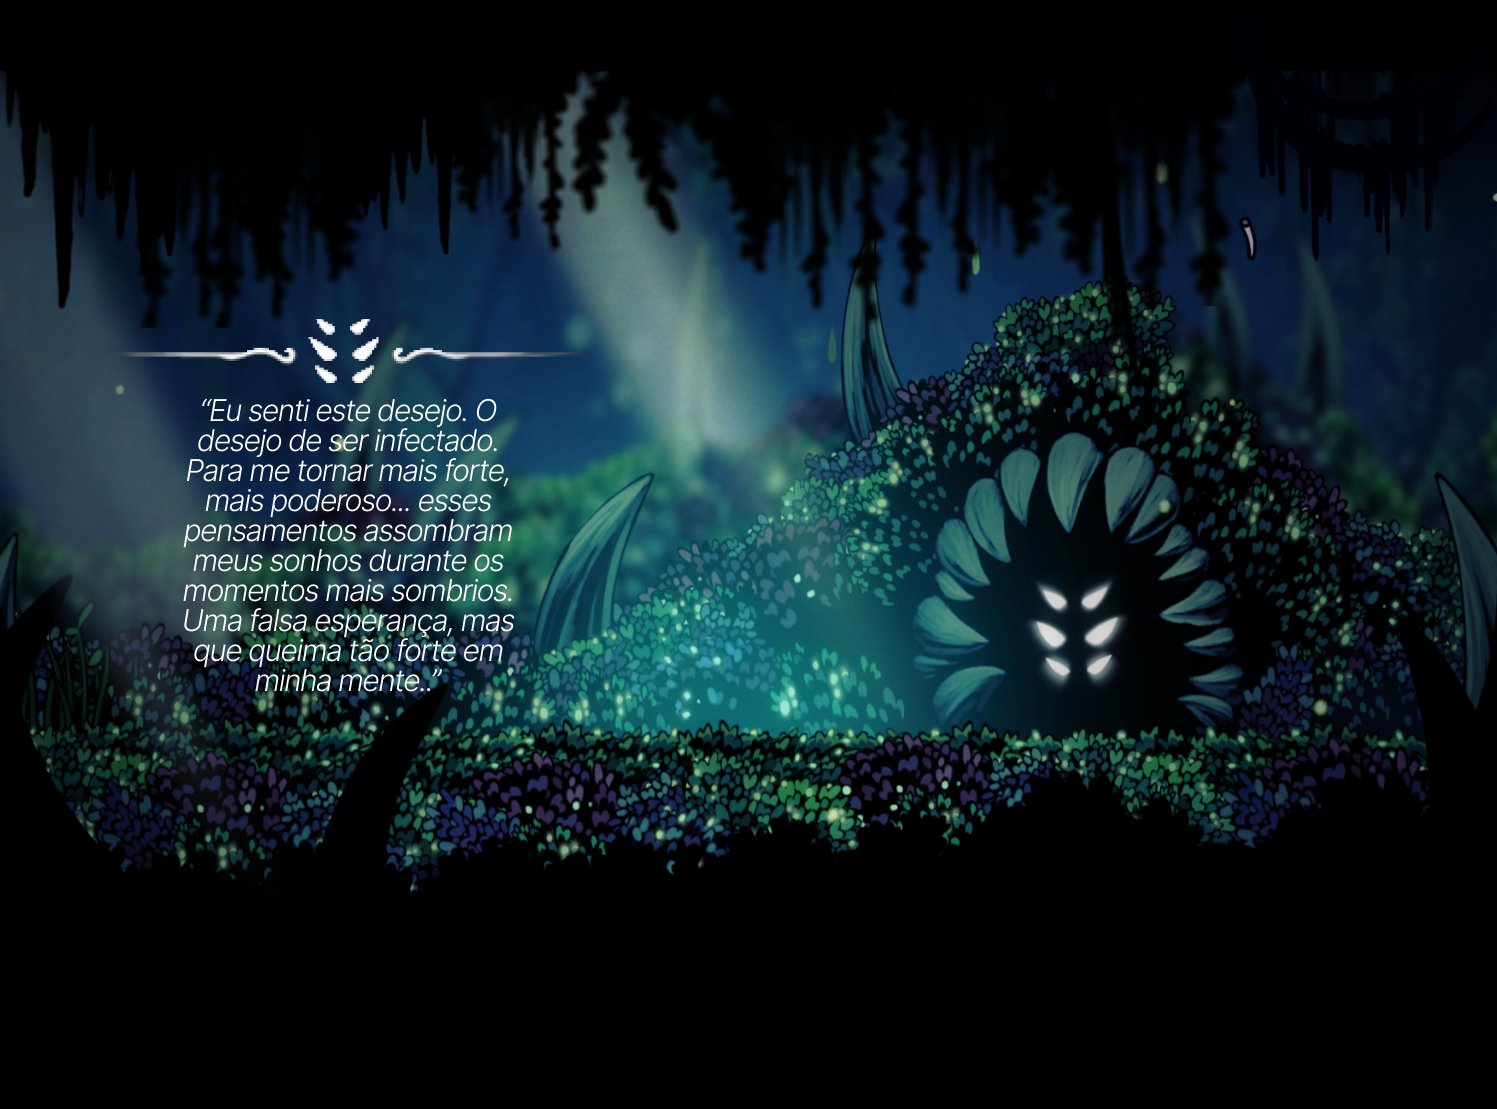 “Eu senti este desejo. O
desejo de ser infectado.
Para me tornar mais forte,
mais poderoso... esses
pensamentos assombram
meus sonhos durante os
momentos mais sombrios.
Uma falsa esperança, mas
que queima tão forte em
minha mente..”